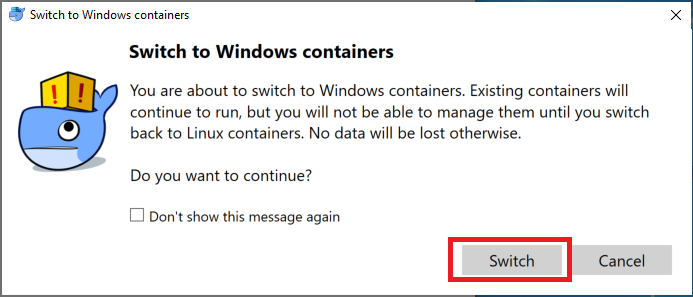 Switch to Windows containers
Switch to Windows containers
You are about to switch to Windows containers. Existing containers will
continue to run, but you will not be able to manage them until you switch
back to Linux containers. No data will be lost otherwise.
Do you want to continue?
Don't show this message again
Switch
Cancel